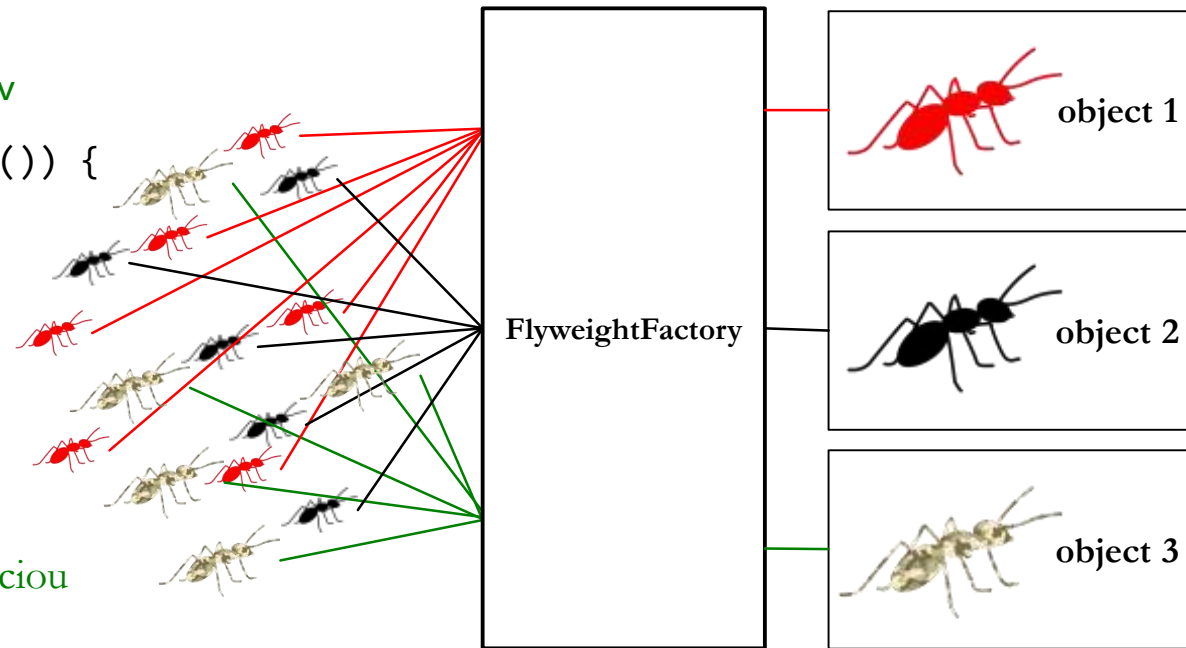 v
()) {
ciou
FlyweightFactory
object 1
object 2
object 3